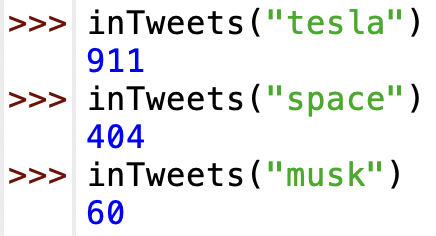 >>> inTweets("tesla")
911
>>> inTweets("space")
404
>>> inTweets("musk")
60